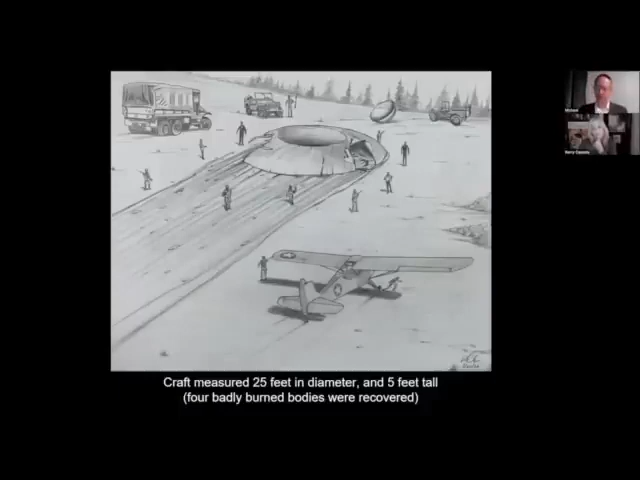 Craft measured 25 feet in diameter, and 5 feet tall
(four badly burned bodies were recovered)